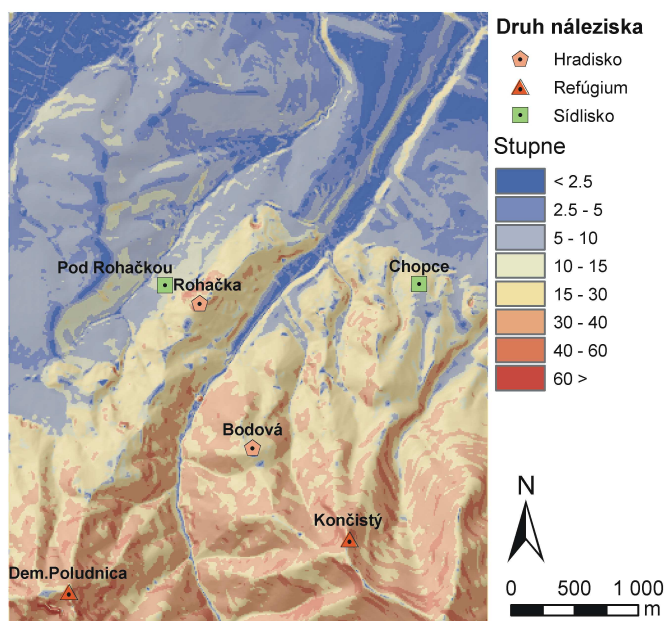 Druh náleziska
Hradisko
Refúgium
Sídlisko
Stupne
< 2.5
2.5 - 5
5 - 10
10 - 15
15 - 30
30 - 40
40 - 60
60 >
Pod Rohačkou
Rohačka
Chopce
Bodová
Končistý
Dem.Poludnica
N
0 500 1 000
m